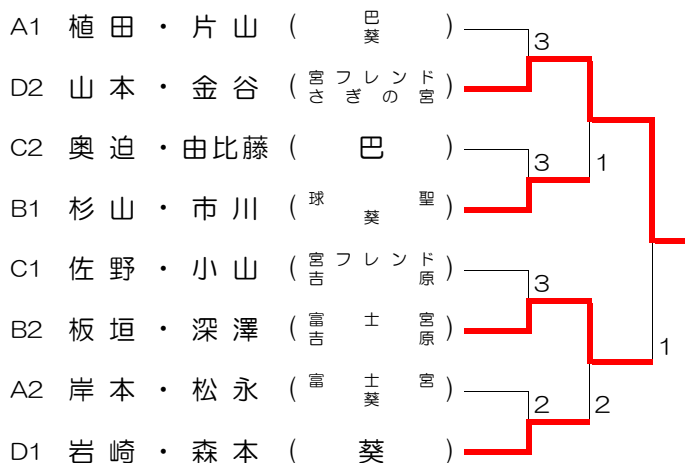 A1 植田・片山 ( 巴 葵 ) 3
D2 山本・金谷 ( 宮フレンド さぎの宮 )
C2 奥迫・由比藤 ( 巴 ) 3 1
B1 杉山・市川 ( 球聖 葵 )
C1 佐野・小山 ( 宮フレンド 吉原 ) 3
B2 板垣・深澤 ( 富士宮 吉原 ) 1
A2 岸本・松永 ( 富士宮 葵 ) 2 2
D1 岩崎・森本 ( 葵 )